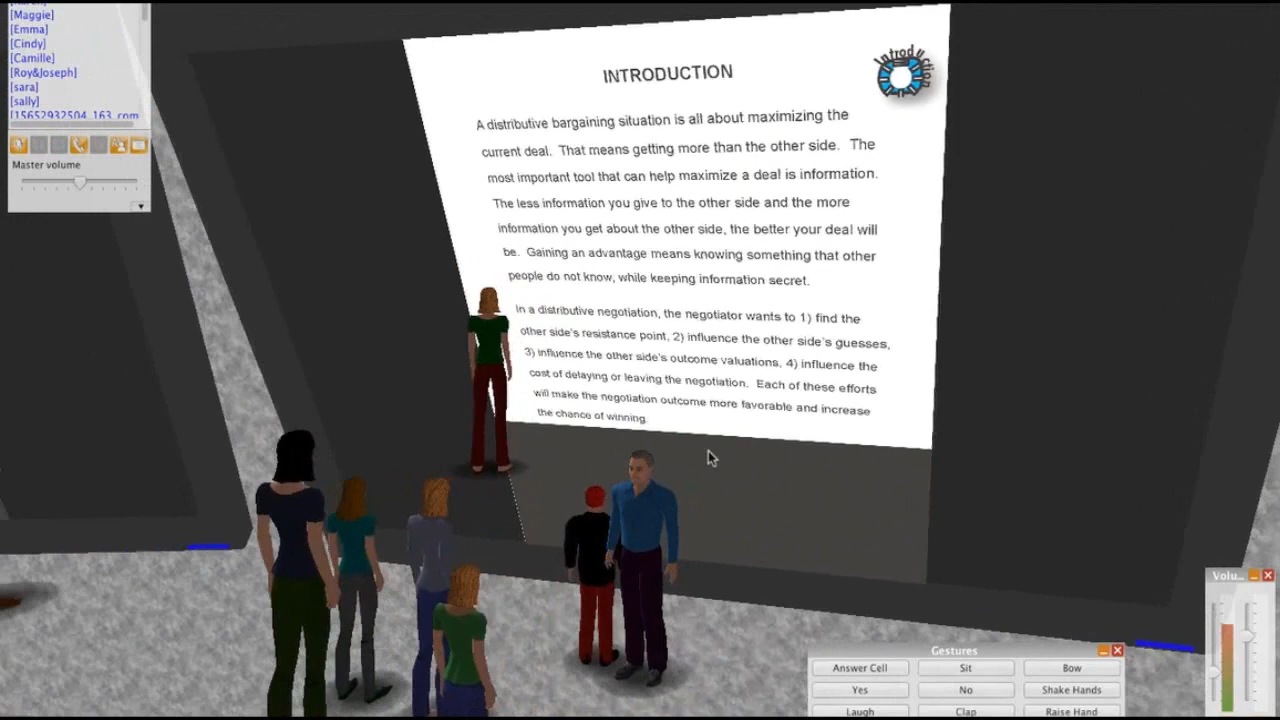 [Maggie]
[Emma]
[Cindy]
[Camille]
[Roy&Joseph]
[sara]
[sally]
[15652932504_163_com
Master volume
INTRODUCTION
Introduction
A distributive bargaining situation is all about maximizing the
current deal. That means getting more than the other side. The
most important tool that can help maximize a deal is information.
The less information you give to the other side and the more
information you get about the other side, the better your deal will
be. Gaining an advantage means knowing something that other
people do not know, while keeping information secret.
In a distributive negotiation, the negotiator wants to 1) find the
other side's resistance point, 2) influence the other side's guesses,
3) influence the other side's outcome valuations, 4) influence the
cost of delaying or leaving the negotiation. Each of these efforts
will make the negotiation outcome more favorable and increase
the chance of winning.
Volu...
Gestures
Answer Cell Sit Bow
Yes No Shake Hands
Laugh Clap Raise Hand